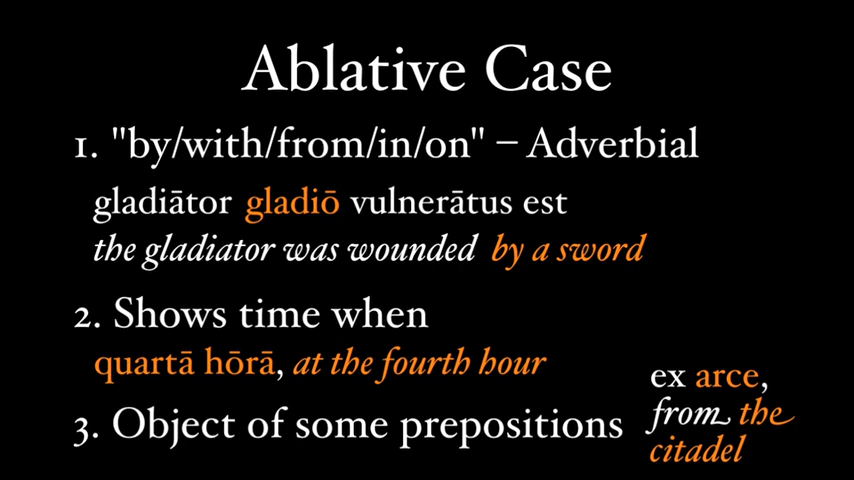 Ablative Case
1. "by/with/from/in/on" – Adverbial
gladiātor gladiō vulnerātus est
the gladiator was wounded by a sword
2. Shows time when
quartā hōrā, at the fourth hour
3. Object of some prepositions
ex arce,
from the
citadel